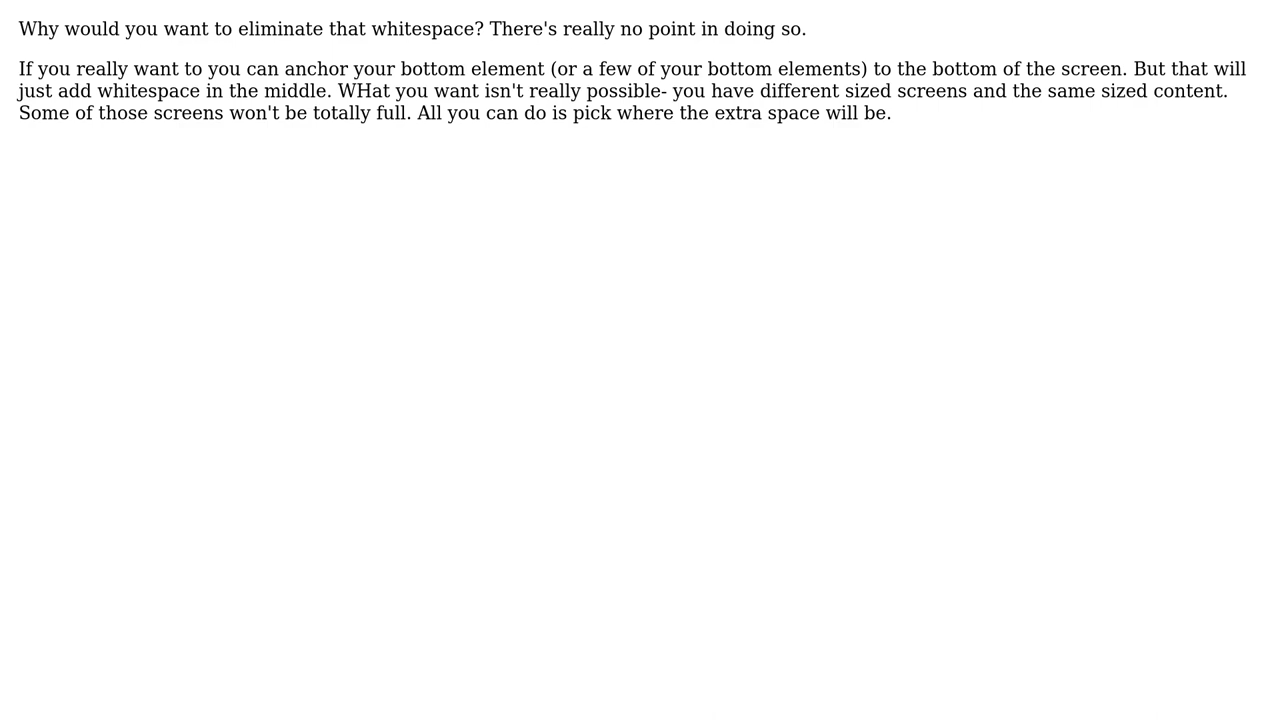 Why would you want to eliminate that whitespace? There's really no point in doing so.
If you really want to you can anchor your bottom element (or a few of your bottom elements) to the bottom of the screen. But that will
just add whitespace in the middle. WHat you want isn't really possible- you have different sized screens and the same sized content.
Some of those screens won't be totally full. All you can do is pick where the extra space will be.